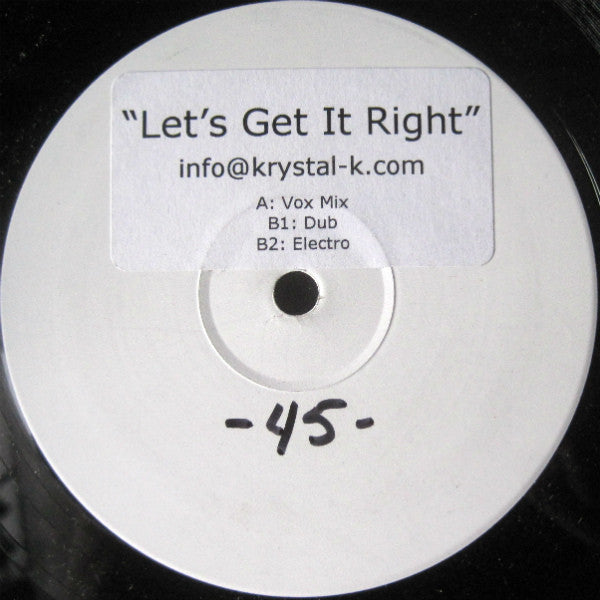 “Let’s Get It Right”
info@krystal-k.com
A: Vox Mix
B1: Dub
B2: Electro
-45-